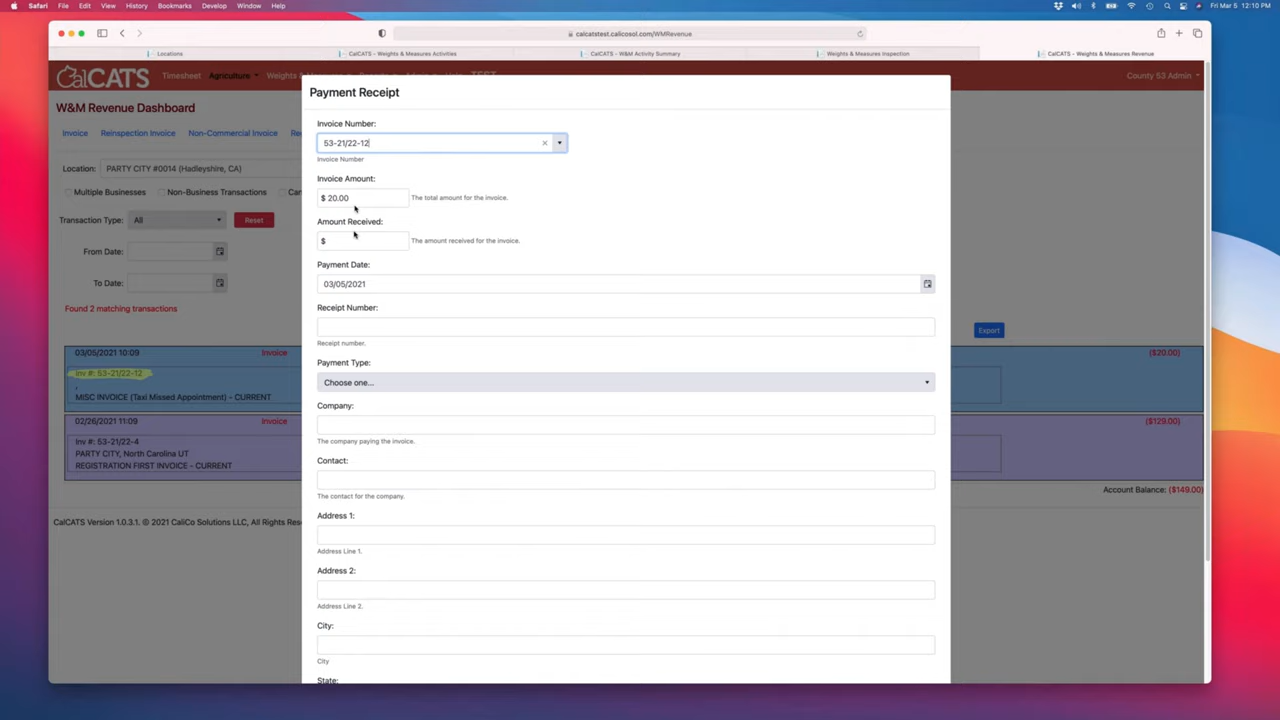 Safari File Edit View History Bookmarks Develop Window Help Fri Mar 5 12:10 PM
calcatstest.calicosol.com/WMRevenue
Locations CalCATS - Weights & Measures Activities CalCATS - W&M Activity Summary Weights & Measures Inspection CalCATS - Weights & Measures Revenue
CalCATS Timesheet Agriculture County 53 Admin
Payment Receipt
W&M Revenue Dashboard
Invoice Number:
Invoice Reinspection Invoice Non-Commercial Invoice
53-21/22-12
Invoice Number
Location: PARTY CITY #0014 (Hadleyshire, CA)
Invoice Amount:
Multiple Businesses Non-Business Transactions
$ 20.00 The total amount for the invoice.
Transaction Type: All Reset
Amount Received:
$ The amount received for the invoice.
From Date:
Payment Date:
To Date:
03/05/2021
Found 2 matching transactions
Receipt Number:
Export
Receipt number.
03/05/2021 10:09 Invoice ($20.00)
Payment Type:
Inv #: 53-21/22-12
Choose one...
,
MISC INVOICE (Taxi Missed Appointment) - CURRENT
Company:
02/26/2021 11:09 Invoice ($129.00)
The company paying the invoice.
Inv #: 53-21/22-4
PARTY CITY, North Carolina UT
Contact:
REGISTRATION FIRST INVOICE - CURRENT
Account Balance: ($149.00)
The contact for the company.
Address 1:
CalCATS Version 1.0.3.1. © 2021 CaliCo Solutions LLC, All Rights
Address Line 1.
Address 2:
Address Line 2.
City:
City
State: